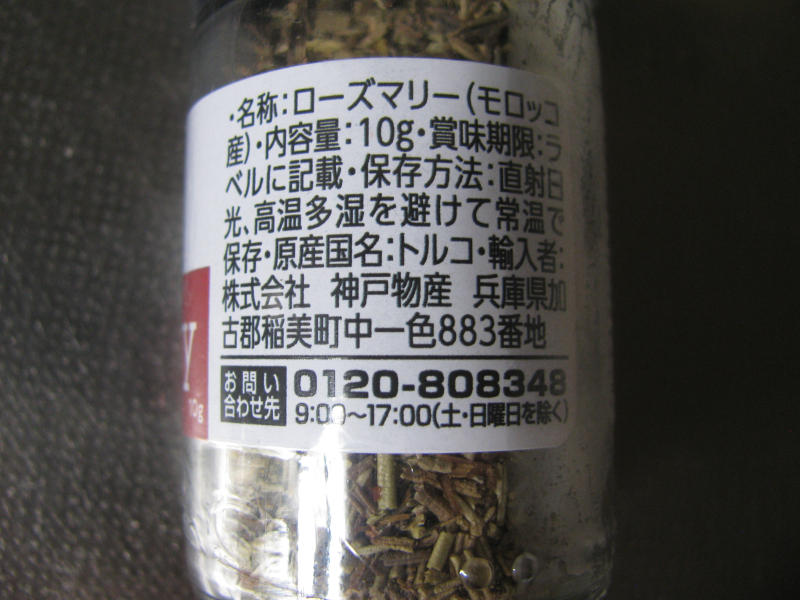 ・名称:ローズマリー(モロッコ
産)・内容量:10g・賞味期限:ラ
ベルに記載・保存方法:直射日
光、高温多湿を避けて常温で
保存・原産国名:トルコ・輸入者:
株式会社 神戸物産 兵庫県加
古郡稲美町中一色883番地
お問い
合わせ先
0120-808348
9:00～17:00(土・日曜日を除く)
Y
10g